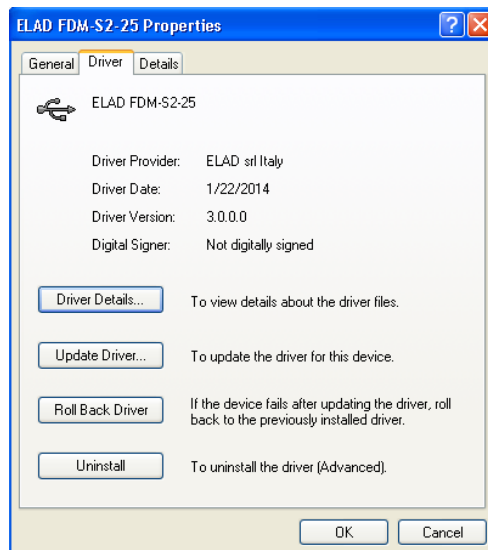 ELAD FDM-S2-25 Properties
General Driver Details
ELAD FDM-S2-25
Driver Provider: ELAD srl Italy
Driver Date: 1/22/2014
Driver Version: 3.0.0.0
Digital Signer: Not digitally signed
Driver Details... To view details about the driver files.
Update Driver... To update the driver for this device.
Roll Back Driver If the device fails after updating the driver, roll
back to the previously installed driver.
Uninstall To uninstall the driver (Advanced).
OK Cancel